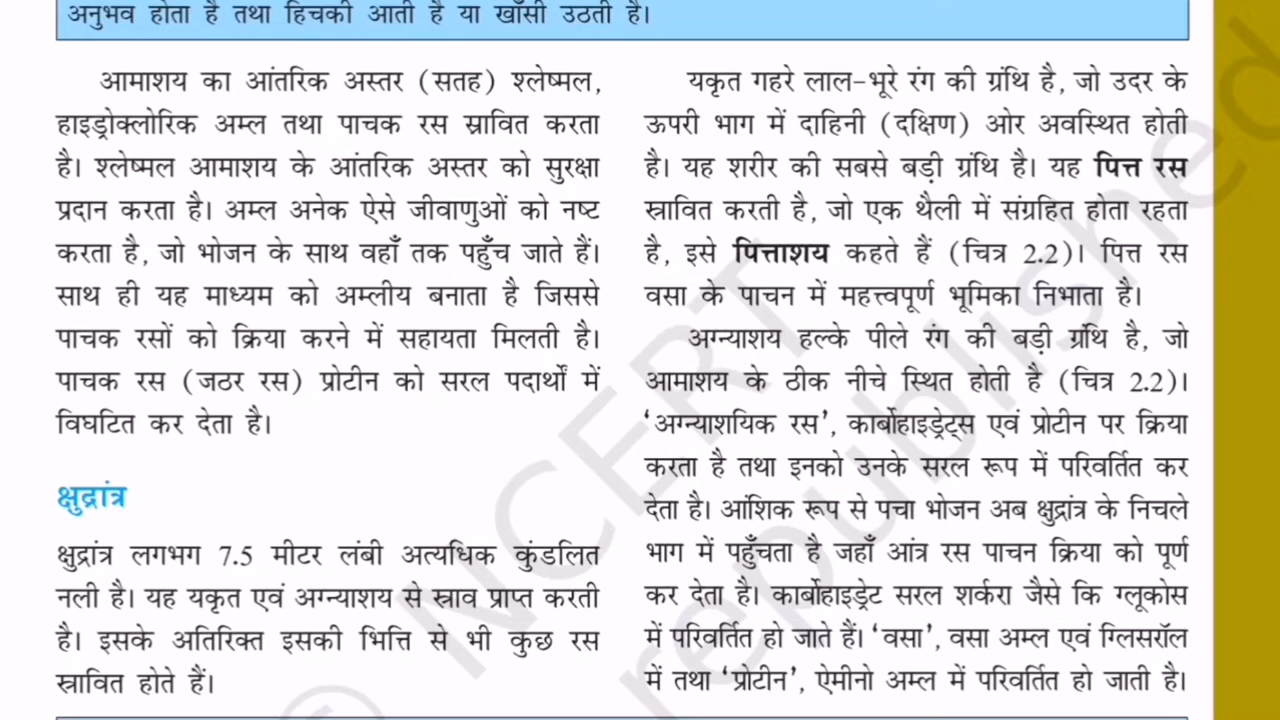 अनुभव होता है तथा हिचकी आती है या खाँसी उठती है।
आमाशय का आंतरिक अस्तर (सतह) श्लेष्मल,
हाइड्रोक्लोरिक अम्ल तथा पाचक रस स्रावित करता
है। श्लेष्मल आमाशय के आंतरिक अस्तर को सुरक्षा
प्रदान करता है। अम्ल अनेक ऐसे जीवाणुओं को नष्ट
करता है, जो भोजन के साथ वहाँ तक पहुँच जाते हैं।
साथ ही यह माध्यम को अम्लीय बनाता है जिससे
पाचक रसों को क्रिया करने में सहायता मिलती है।
पाचक रस (जठर रस) प्रोटीन को सरल पदार्थों में
विघटित कर देता है।
क्षुद्रांत्र
क्षुद्रांत्र लगभग 7.5 मीटर लंबी अत्यधिक कुंडलित
नली है। यह यकृत एवं अग्न्याशय से स्राव प्राप्त करती
है। इसके अतिरिक्त इसकी भित्ति से भी कुछ रस
स्रावित होते हैं।
यकृत गहरे लाल-भूरे रंग की ग्रंथि है, जो उदर के
ऊपरी भाग में दाहिनी (दक्षिण) ओर अवस्थित होती
है। यह शरीर की सबसे बड़ी ग्रंथि है। यह पित्त रस
स्रावित करती है, जो एक थैली में संग्रहित होता रहता
है, इसे पित्ताशय कहते हैं (चित्र 2.2)। पित्त रस
वसा के पाचन में महत्त्वपूर्ण भूमिका निभाता है।
अग्न्याशय हल्के पीले रंग की बड़ी ग्रंथि है, जो
आमाशय के ठीक नीचे स्थित होती है (चित्र 2.2)।
‘अग्न्याशयिक रस’, कार्बोहाइड्रेट्स एवं प्रोटीन पर क्रिया
करता है तथा इनको उनके सरल रूप में परिवर्तित कर
देता है। आंशिक रूप से पचा भोजन अब क्षुद्रांत्र के निचले
भाग में पहुँचता है जहाँ आंत्र रस पाचन क्रिया को पूर्ण
कर देता है। कार्बोहाइड्रेट सरल शर्करा जैसे कि ग्लूकोस
में परिवर्तित हो जाते हैं। ‘वसा’, वसा अम्ल एवं ग्लिसरॉल
में तथा ‘प्रोटीन’, ऐमीनो अम्ल में परिवर्तित हो जाती है।
© NCERT
republished